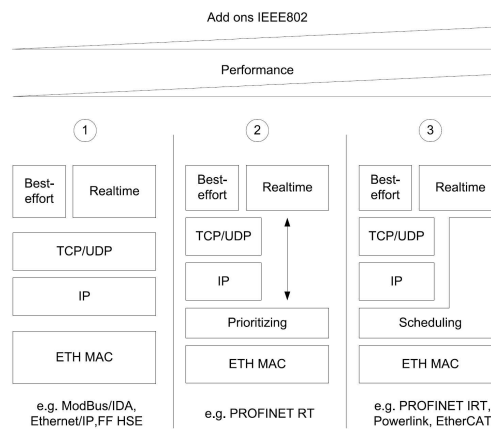 Add ons IEEE802
Performance
1
Best-
effort
Realtime
TCP/UDP
IP
ETH MAC
e.g. ModBus/IDA,
Ethernet/IP,FF HSE
2
Best-
effort
Realtime
TCP/UDP
IP
Prioritizing
ETH MAC
e.g. PROFINET RT
3
Best-
effort
Realtime
TCP/UDP
IP
Scheduling
ETH MAC
e.g. PROFINET IRT,
Powerlink, EtherCAT